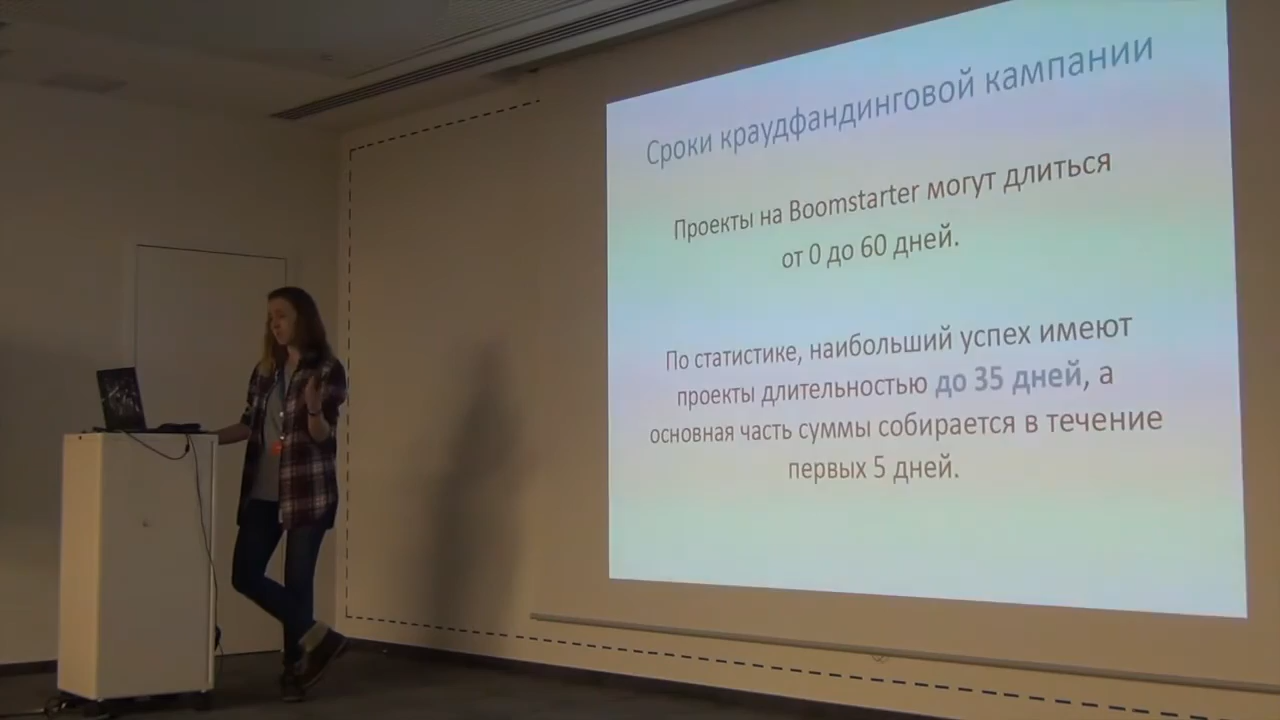 Сроки краудфандинговой кампании
Проекты на Boomstarter могут длиться
от 0 до 60 дней.
По статистике, наибольший успех имеют
проекты длительностью до 35 дней, а
основная часть суммы собирается в течение
первых 5 дней.